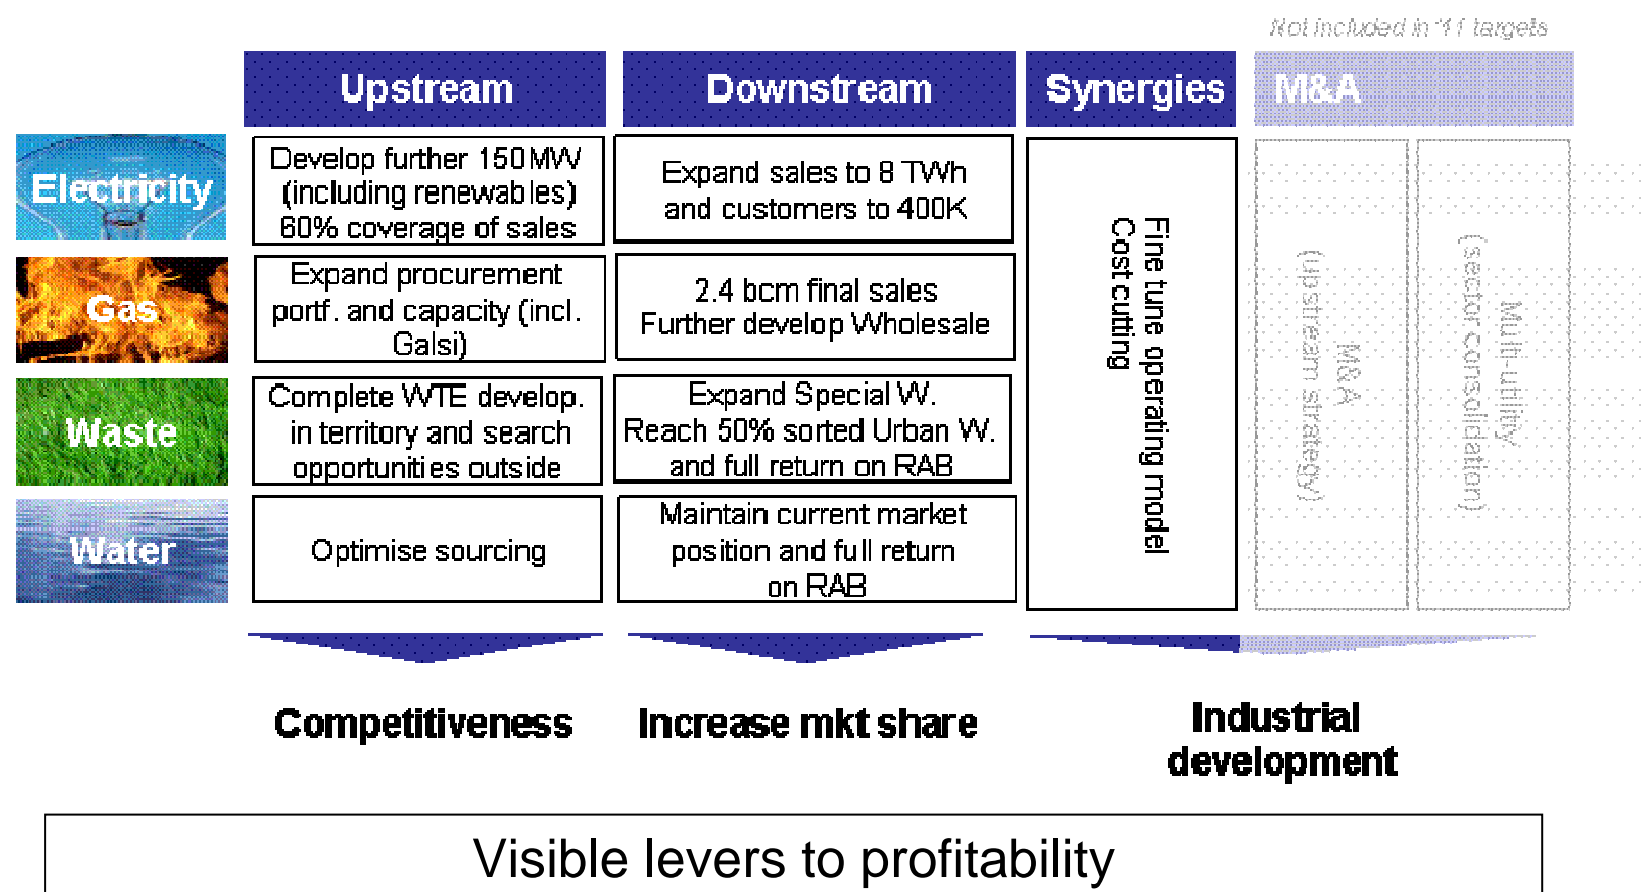 Not included in '11 targets
Upstream
Downstream
Synergies
M&A
Electricity
Develop further 150MW
(including renewables)
60% coverage of sales
Expand sales to 8 TWh
and customers to 400K
Gas
Expand procurement
portf. and capacity (incl.
Galsi)
2.4 bcm final sales
Further develop Wholesale
Waste
Complete WTE develop.
in territory and search
opportunities outside
Expand Special W.
Reach 50% sorted Urban W.
and full return on RAB
Water
Optimise sourcing
Maintain current market
position and full return
on RAB
Fine tune operating model
Cost cutting
M&A
(upstream strategy)
Multi-utility
(sector consolidation)
Competitiveness
Increase mkt share
Industrial
development
Visible levers to profitability